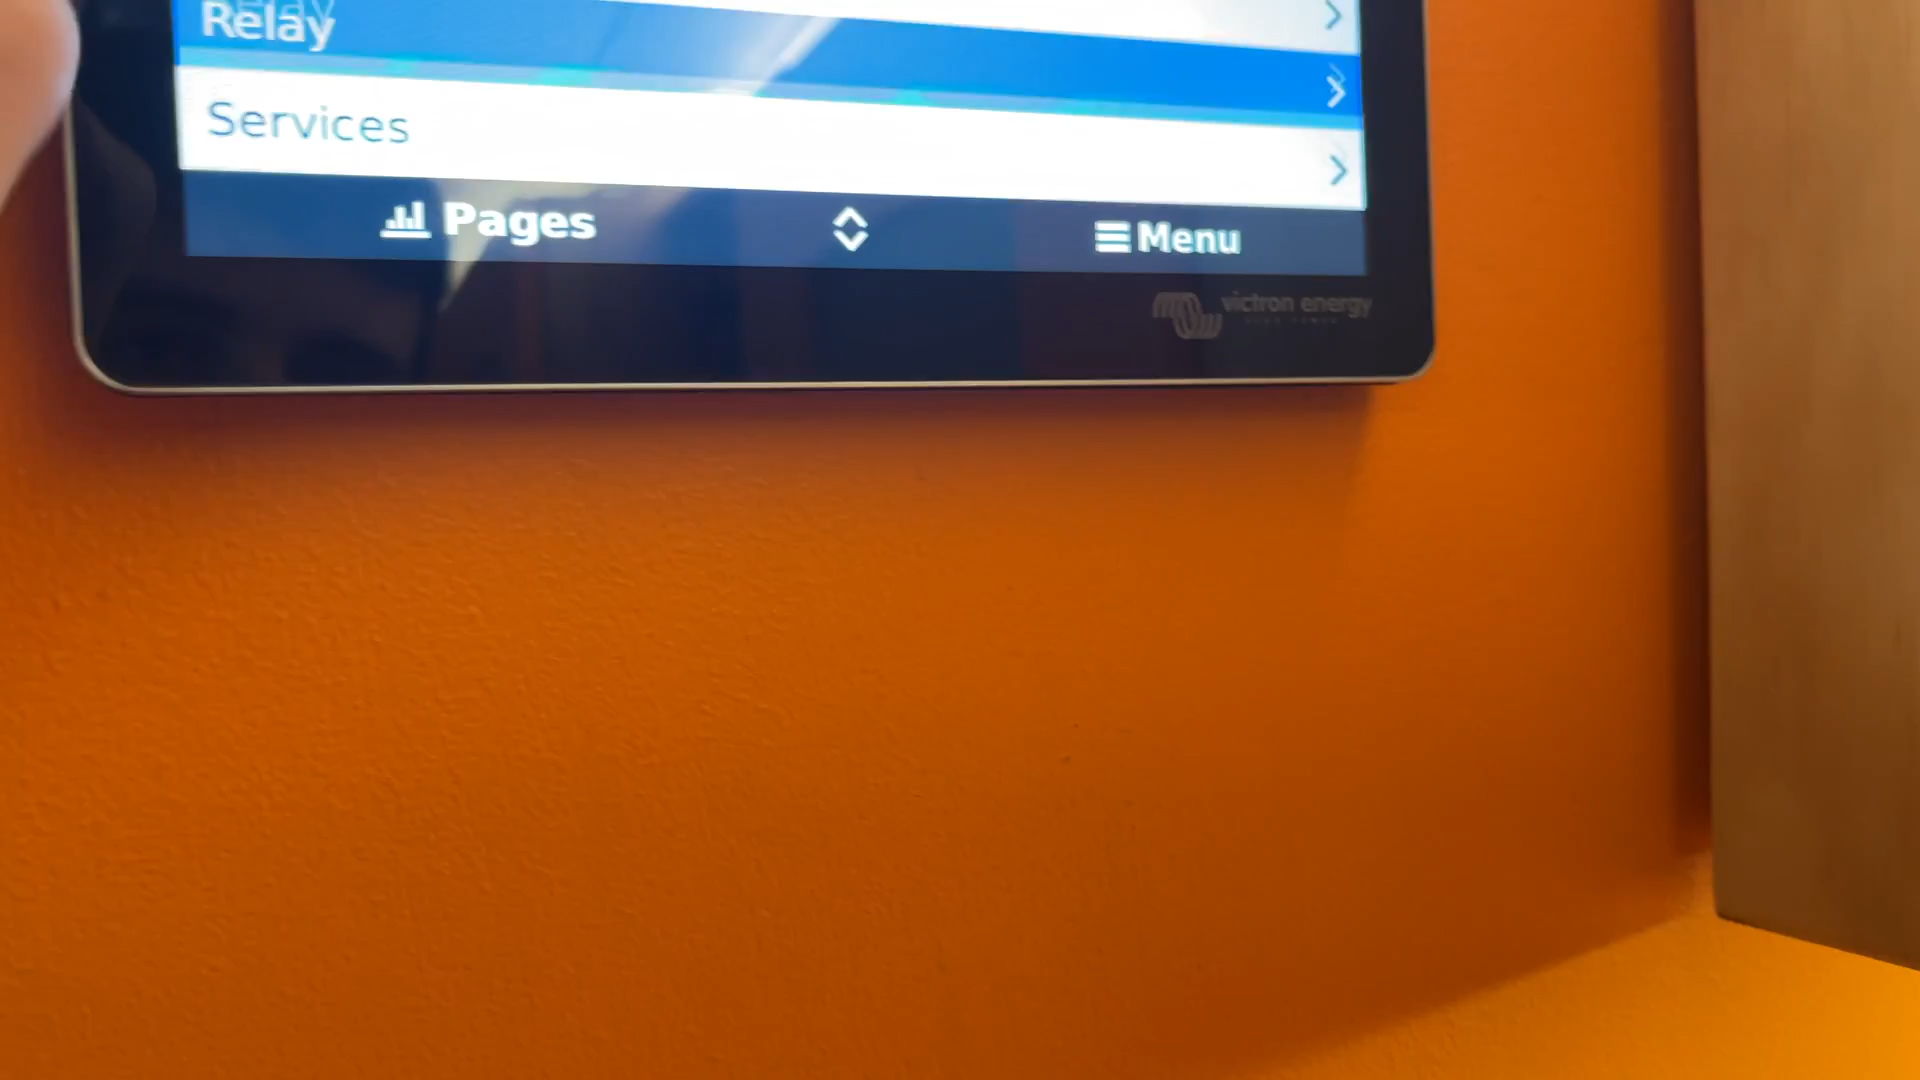 Relay
Services
Pages
Menu
victron energy